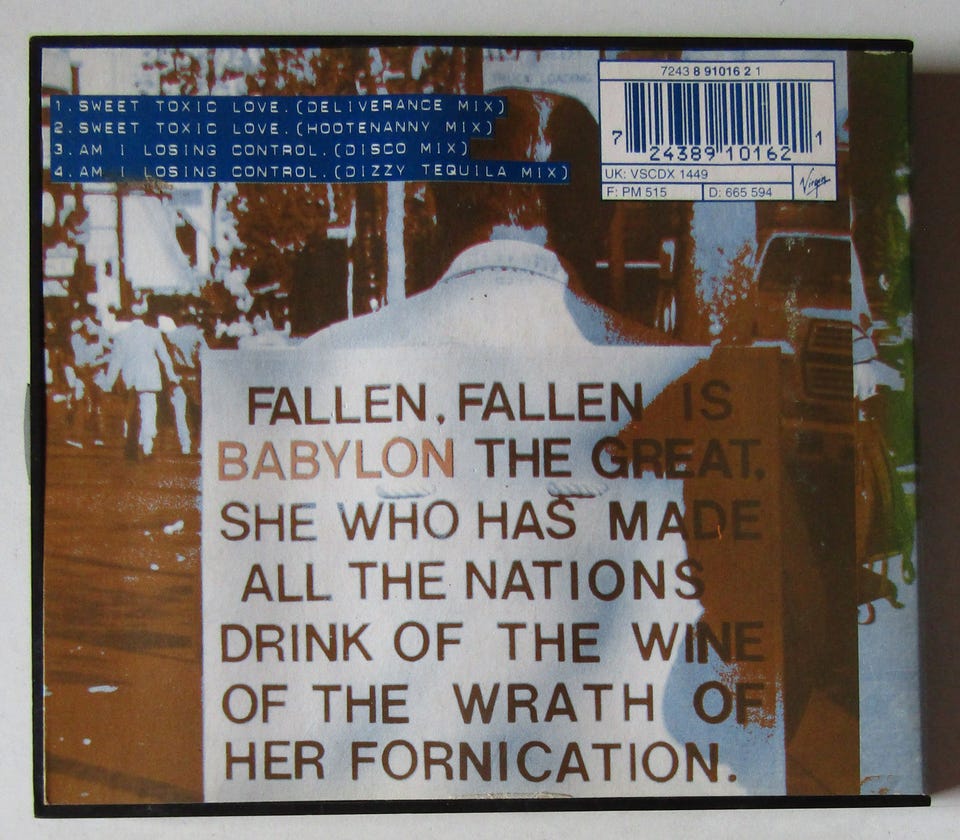 1.SWEET TOXIC LOVE.(DELIVERANCE MIX)
2.SWEET TOXIC LOVE.(HOOTENANNY MIX)
3.AM I LOSING CONTROL.(DISCO MIX)
4.AM I LOSING CONTROL.(DIZZY TEQUILA MIX)
TRUCK LOADING
7243 8 91016 2 1
7 24389 10162 1
UK: VSCDX 1449
F: PM 515
D: 665 594
Virgin
FALLEN, FALLEN IS
BABYLON THE GREAT,
SHE WHO HAS MADE
ALL THE NATIONS
DRINK OF THE WINE
OF THE WRATH OF
HER FORNICATION.